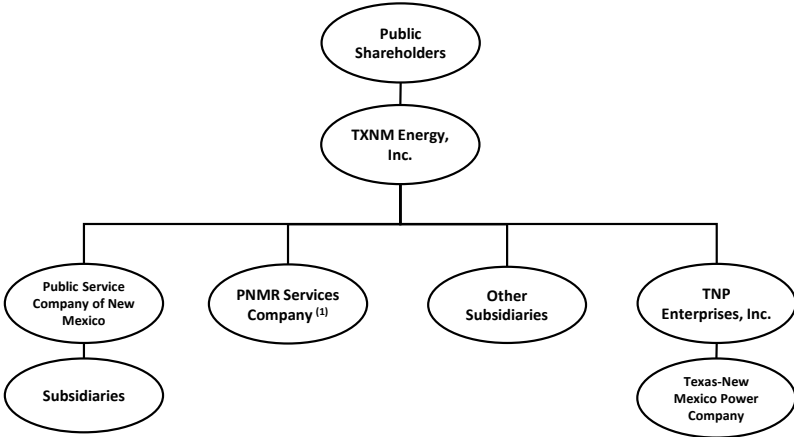 Public
Shareholders
TXNM Energy,
Inc.
Public Service
Company of New
Mexico
PNMR Services
Company (1)
Other
Subsidiaries
TNP
Enterprises, Inc.
Subsidiaries
Texas-New
Mexico Power
Company